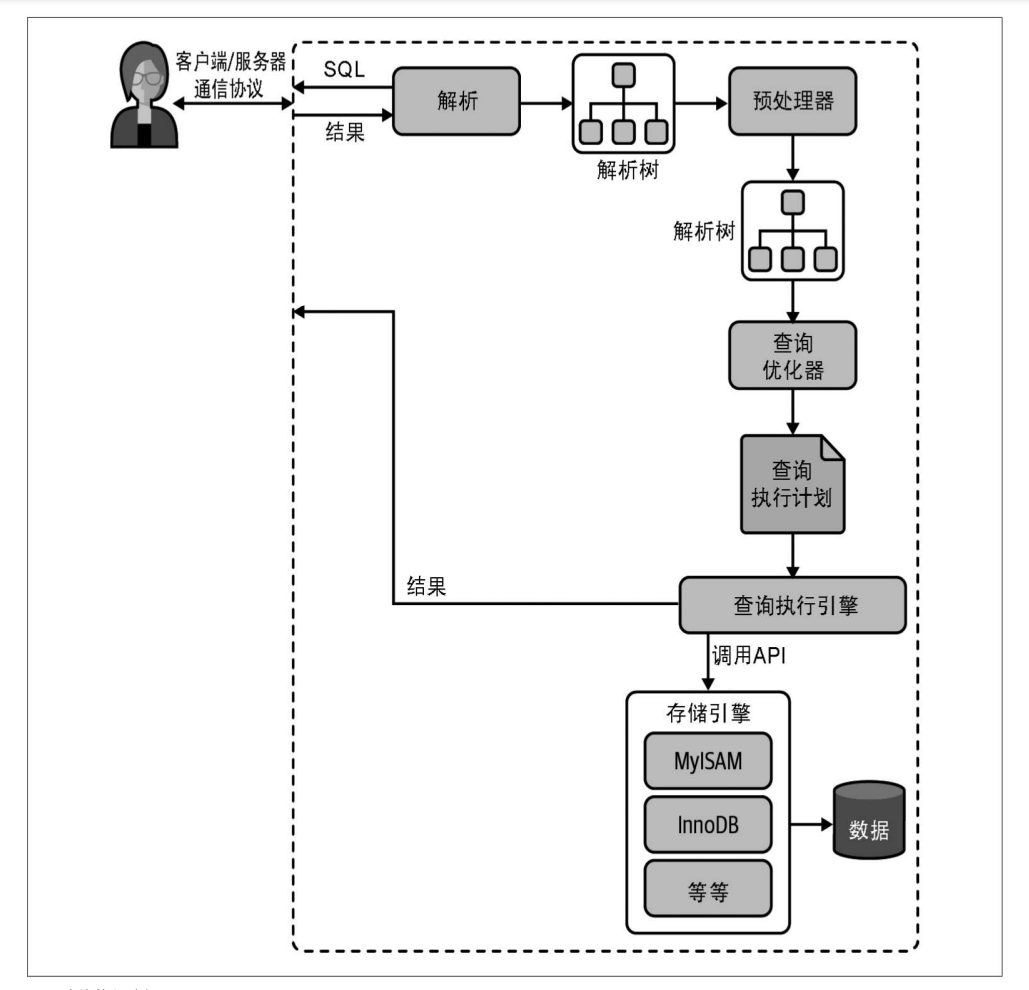 客户端/服务器
通信协议
SQL
结果
解析
解析树
预处理器
解析树
查询
优化器
查询
执行计划
结果
查询执行引擎
调用API
存储引擎
MyISAM
InnoDB
等等
数据